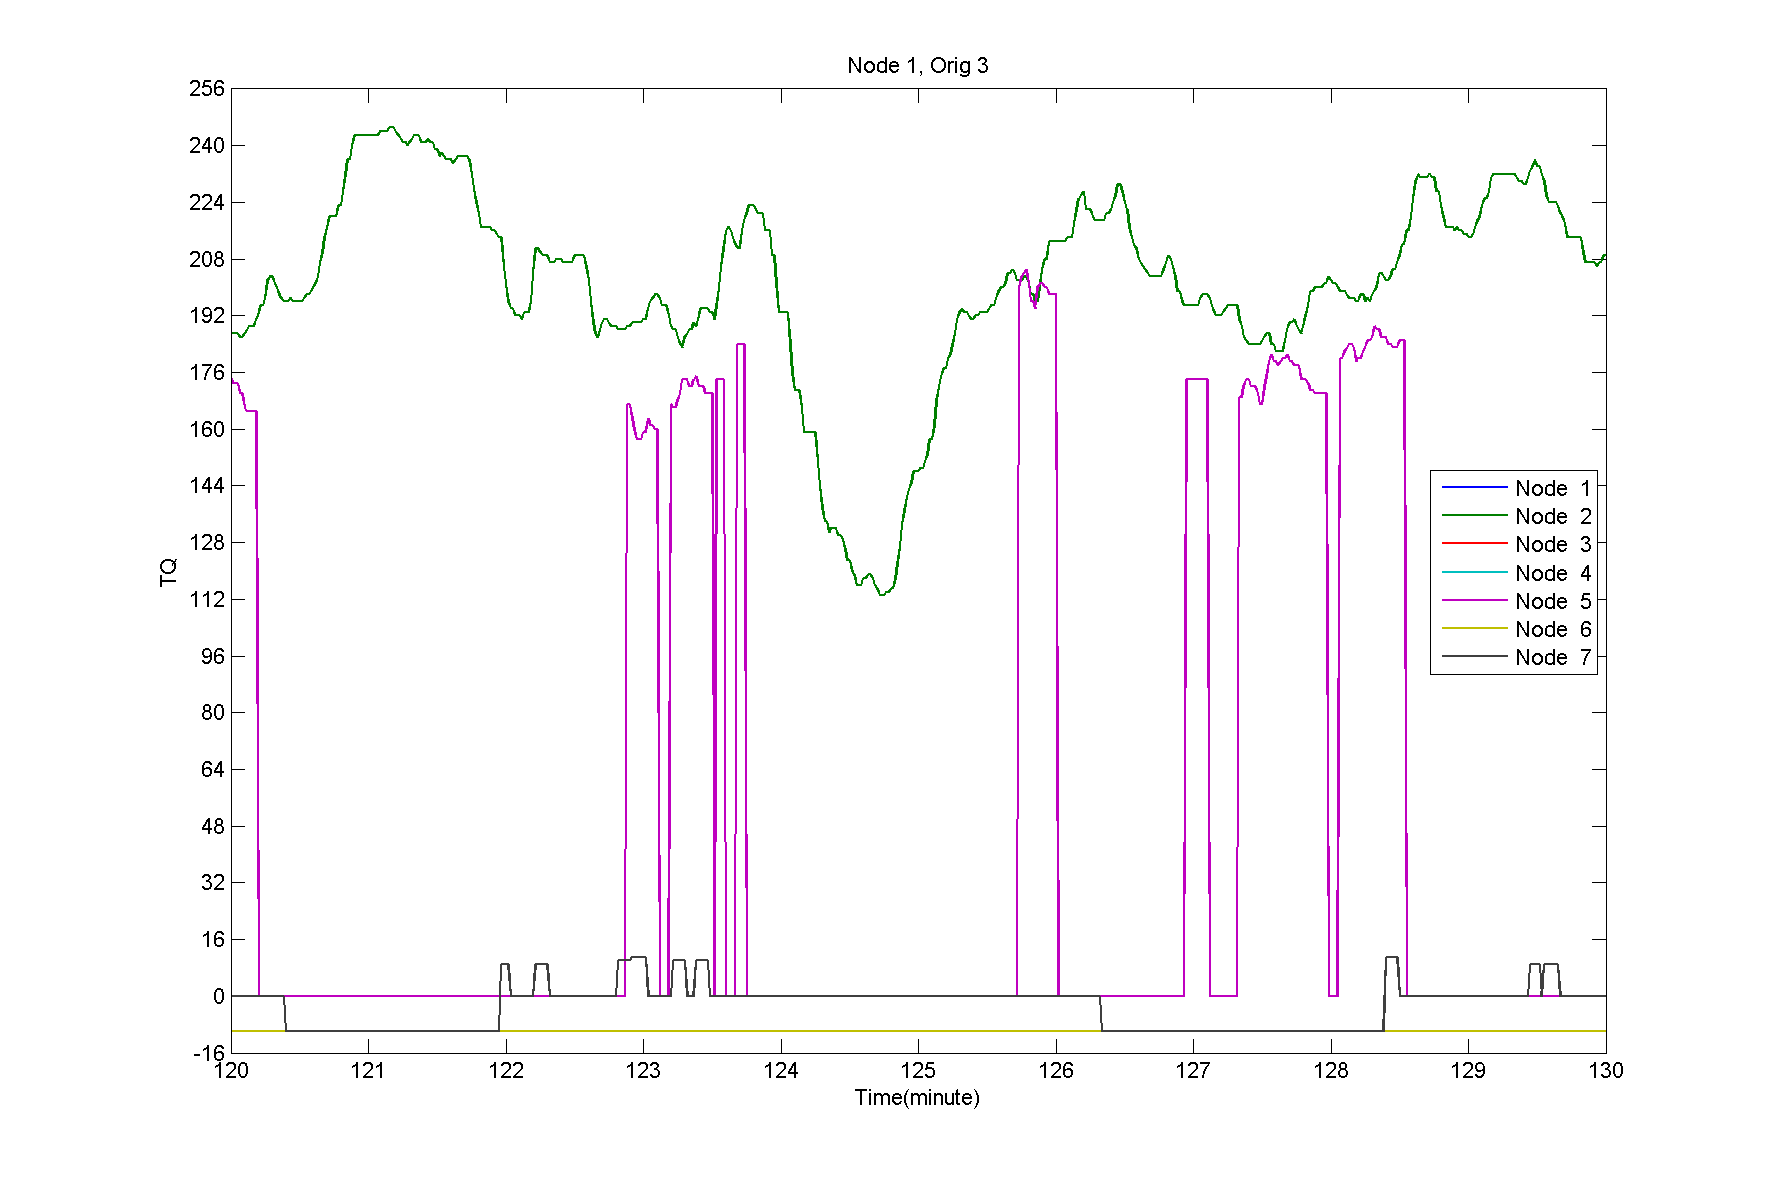 Node 1, Orig 3
256
240
224
208
192
176
160
144
128
112
96
80
64
48
32
16
0
-16
TQ
Node 1
Node 2
Node 3
Node 4
Node 5
Node 6
Node 7
120 121 122 123 124 125 126 127 128 129 130
Time(minute)